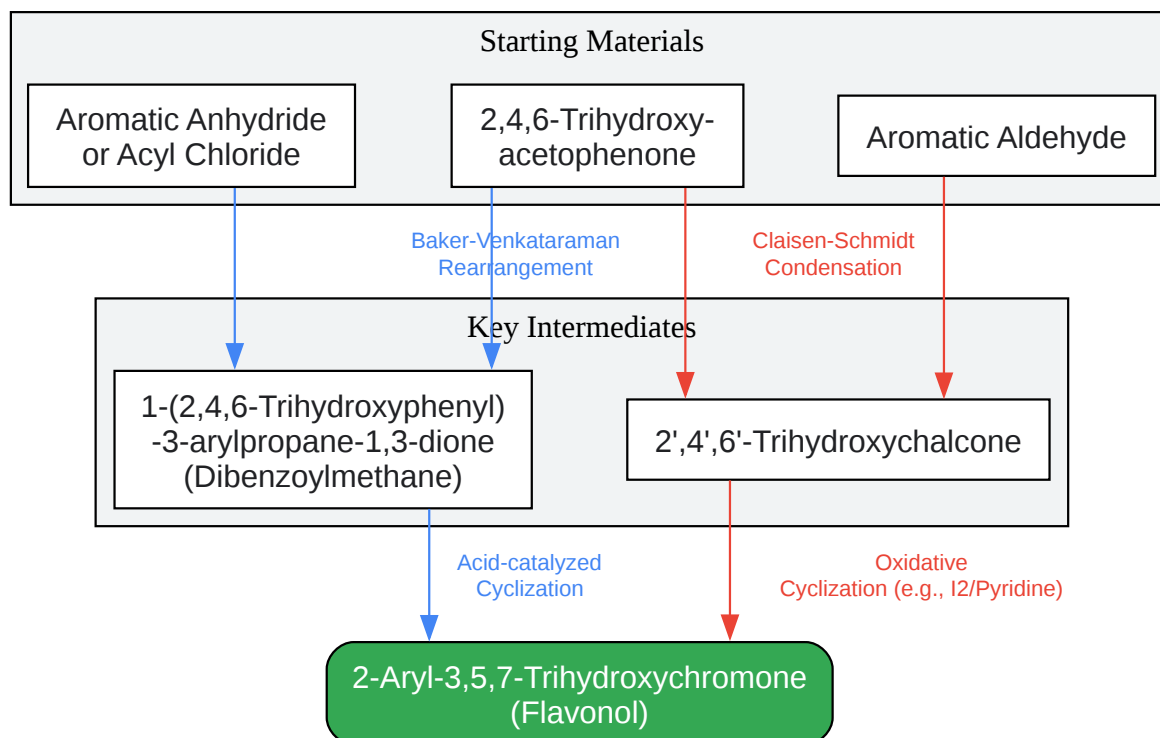 Starting Materials
Aromatic Anhydride
or Acyl Chloride
2,4,6-Trihydroxy-
acetophenone
Aromatic Aldehyde
Baker-Venkataraman
Rearrangement
Claisen-Schmidt
Condensation
Key Intermediates
1-(2,4,6-Trihydroxyphenyl)
-3-arylpropane-1,3-dione
(Dibenzoylmethane)
2',4',6'-Trihydroxychalcone
Acid-catalyzed
Cyclization
Oxidative
Cyclization (e.g., I2/Pyridine)
2-Aryl-3,5,7-Trihydroxychromone
(Flavonol)